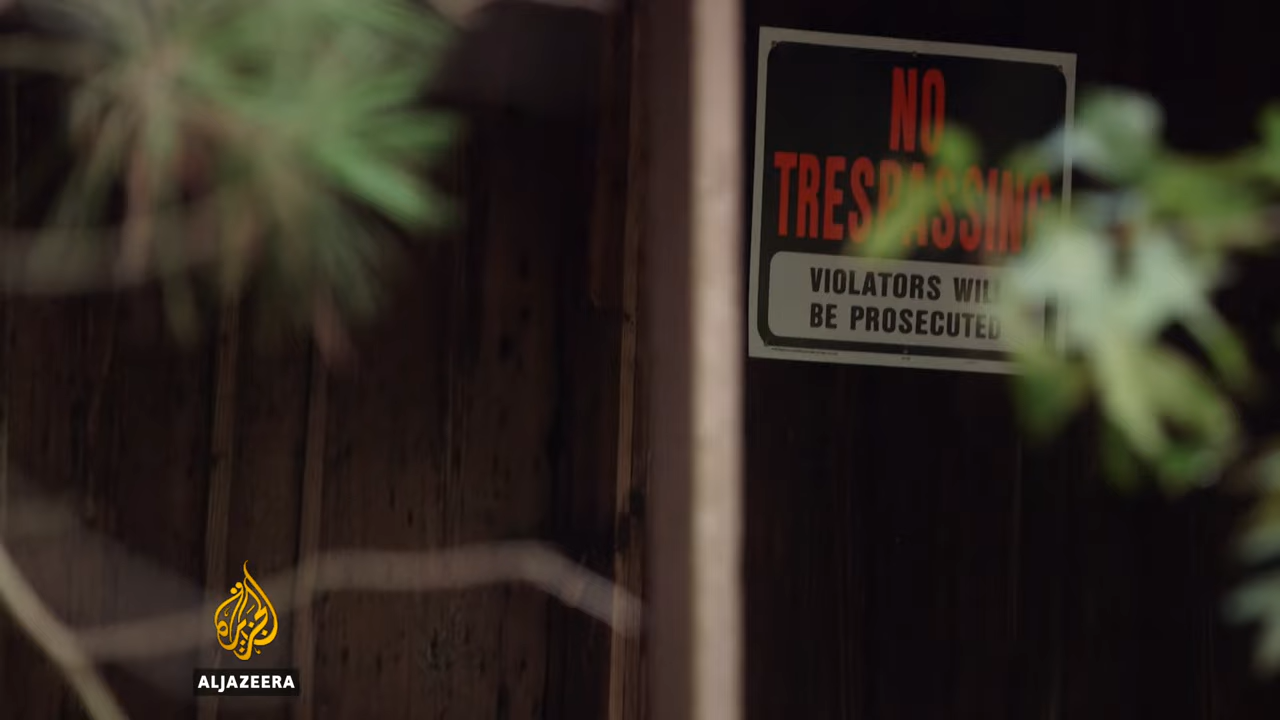 NO
TRESPASSING
VIOLATORS WILL
BE PROSECUTED
الجزيرة
ALJAZEERA